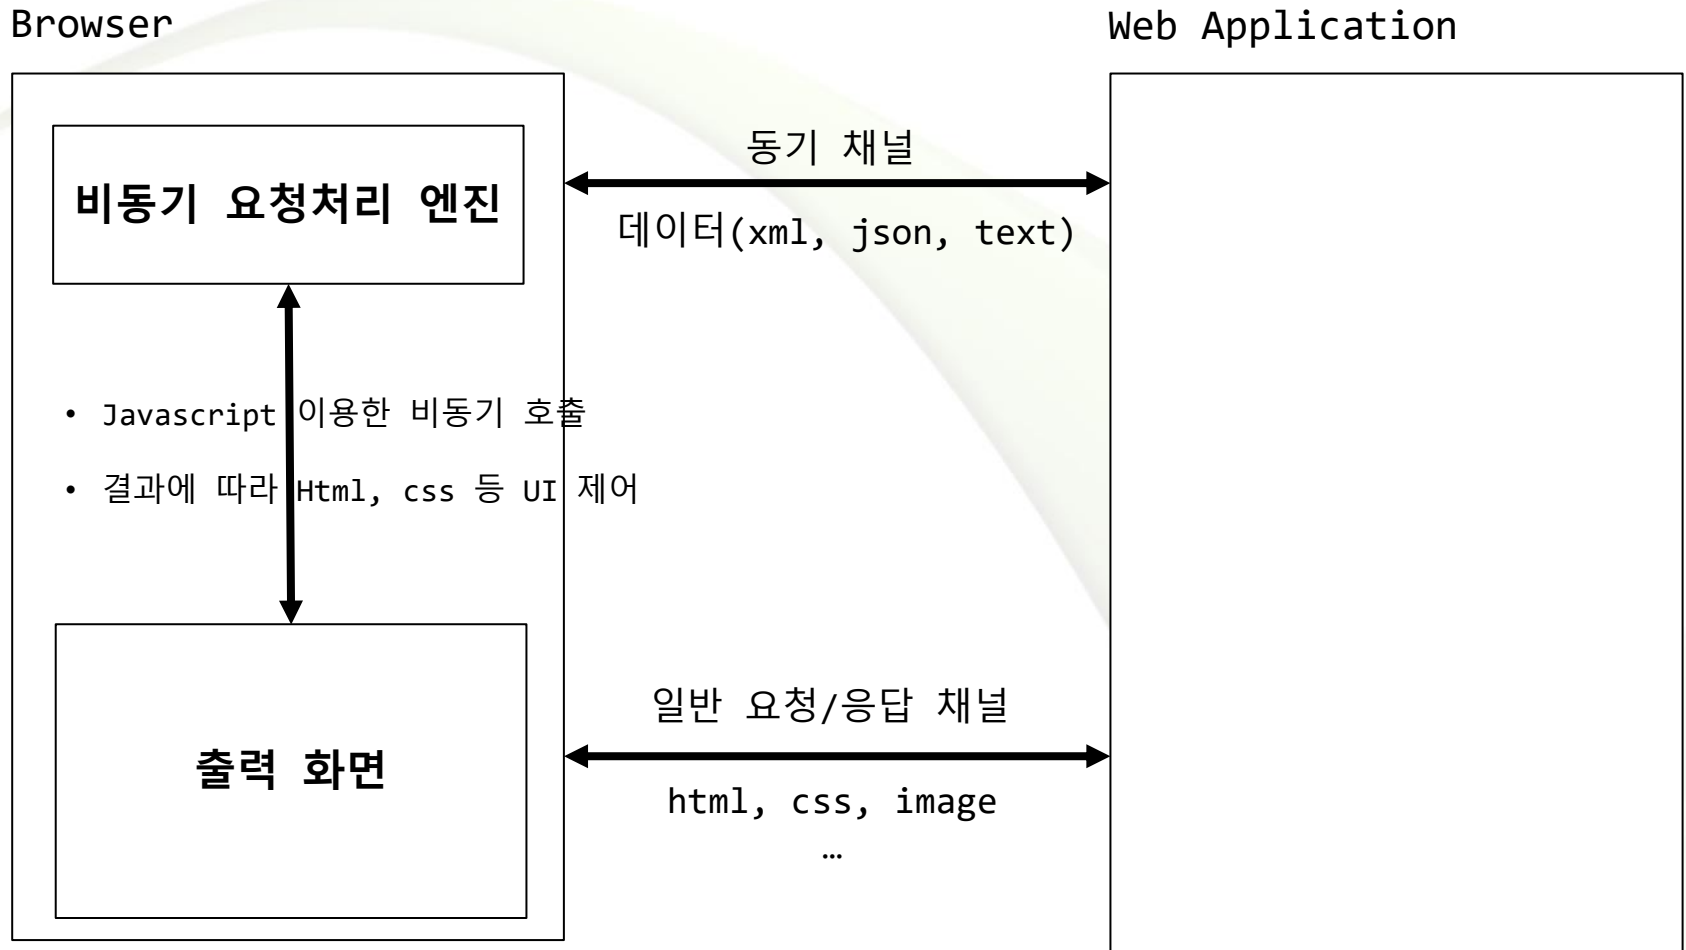 Browser
Web Application
비동기 요청처리 엔진
동기 채널
데이터(xml, json, text)
• Javascript 이용한 비동기 호출
• 결과에 따라 Html, css 등 UI 제어
출력 화면
일반 요청/응답 채널
html, css, image
…